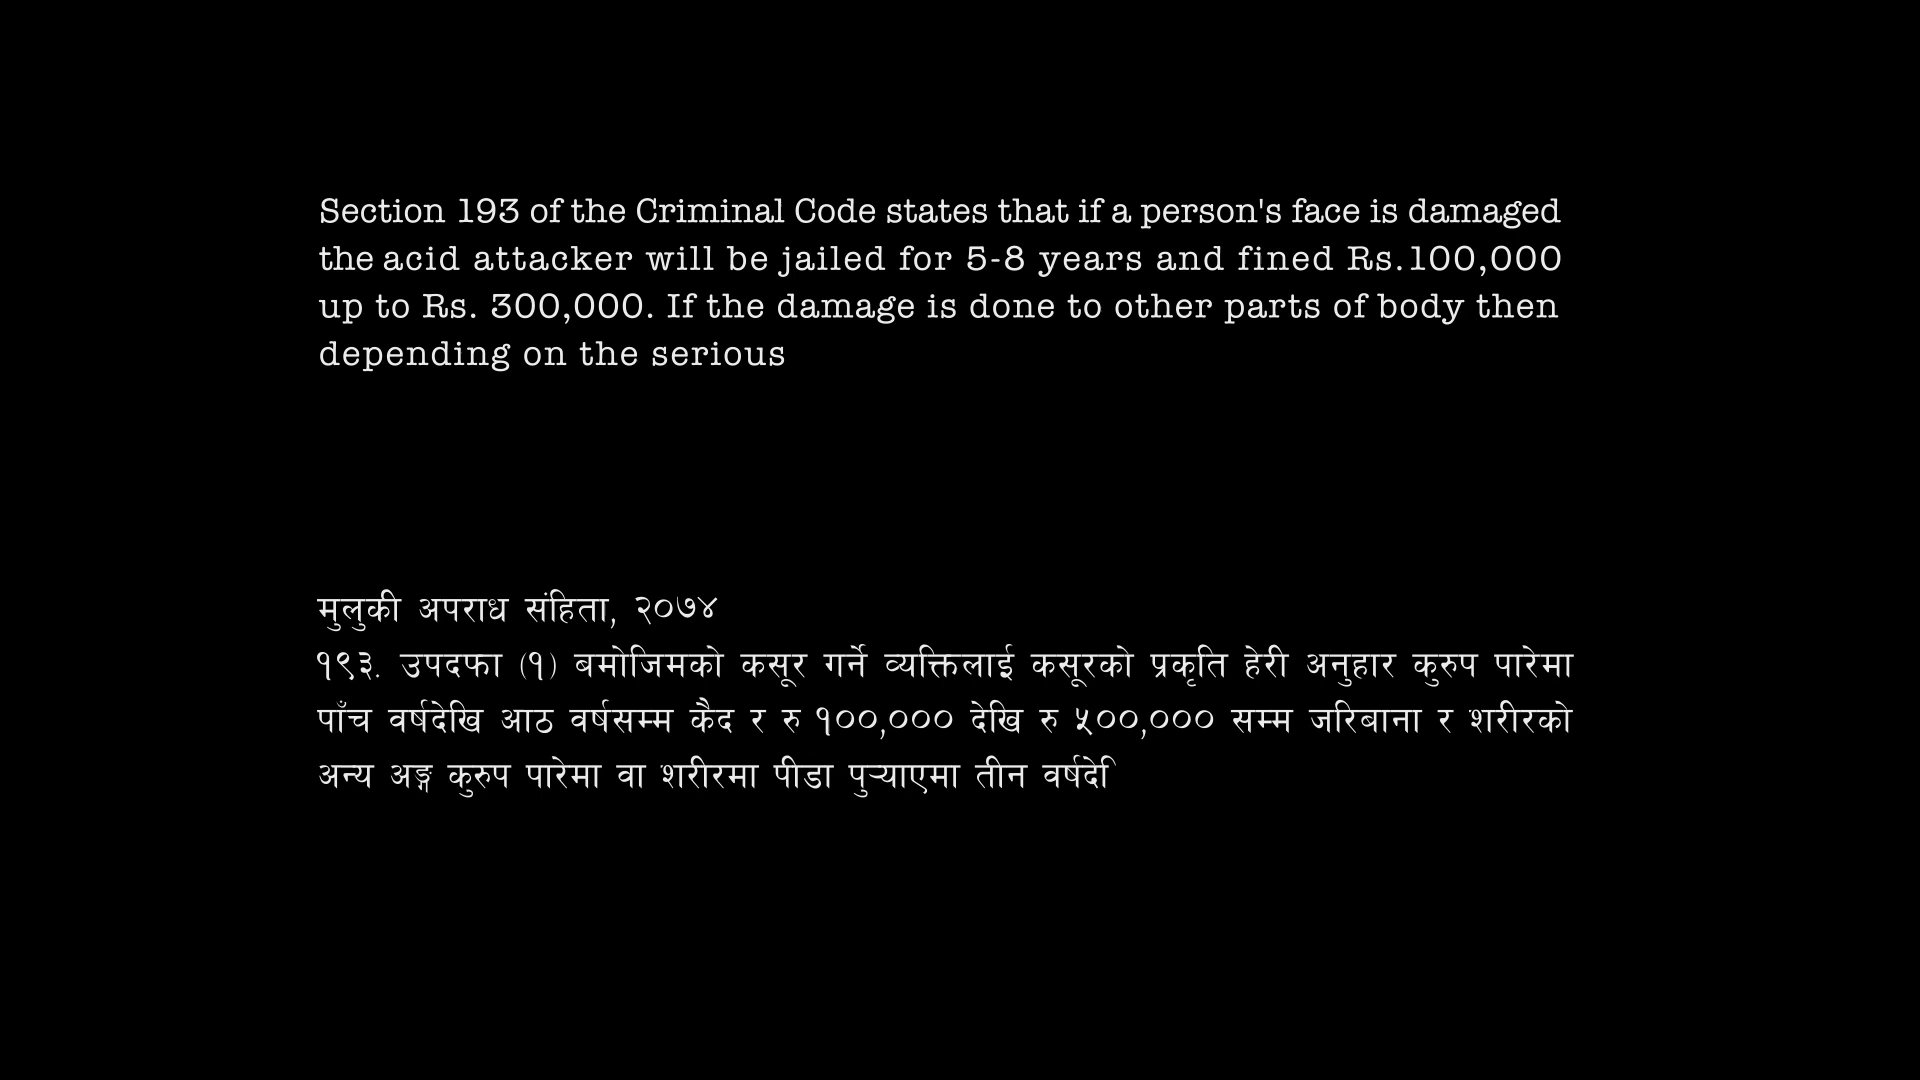 Section 193 of the Criminal Code states that if a person's face is damaged
the acid attacker will be jailed for 5-8 years and fined Rs.100,000
up to Rs. 300,000. If the damage is done to other parts of body then
depending on the serious
मुलुकी अपराध संहिता, २०७४
१९३. उपदफा (१) बमोजिमको कसूर गर्ने व्यक्तिलाई कसूरको प्रकृति हेरी अनुहार कुरुप पारेमा
पाँच वर्षदेखि आठ वर्षसम्म कैद र रु १००,००० देखि रु ५००,००० सम्म जरिबाना र शरीरको
अन्य अङ्ग कुरुप पारेमा वा शरीरमा पीडा पुर्‍याएमा तीन वर्षदेि